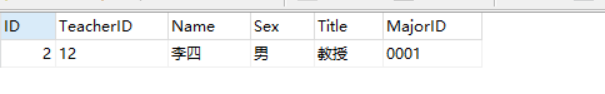 ID TeacherID Name Sex Title MajorID
2 12 李四 男 教授 0001